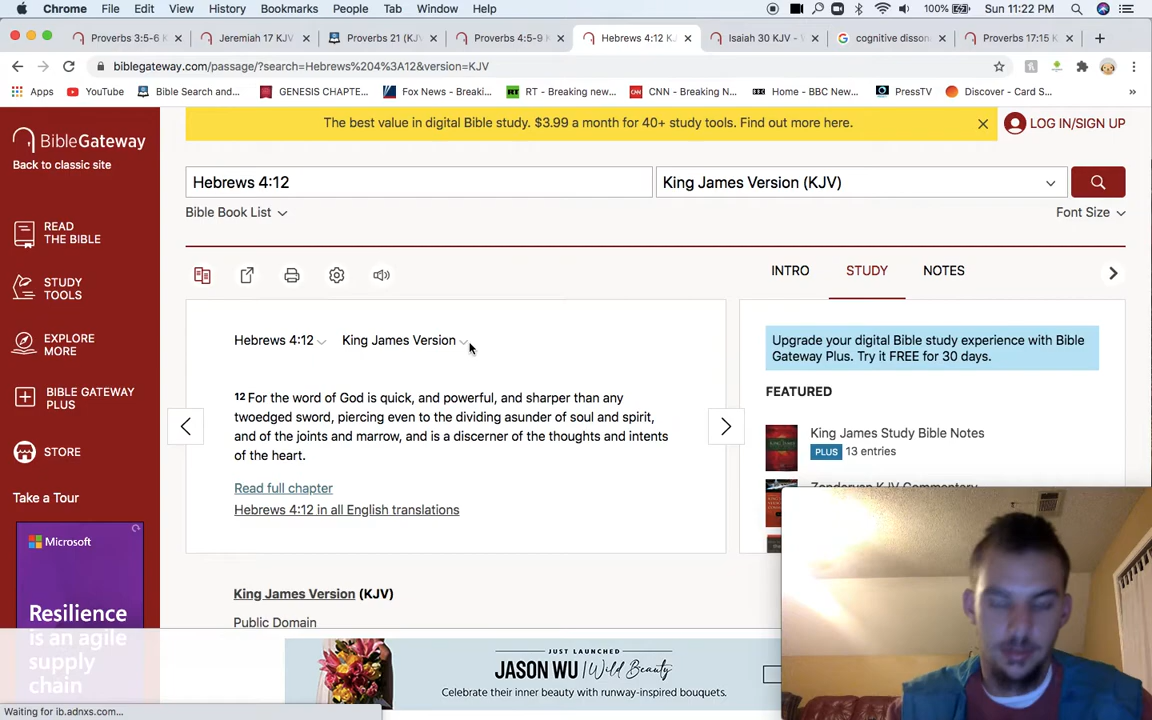 Chrome File Edit View History Bookmarks People Tab Window Help 100% Sun 11:22 PM
Proverbs 3:5-6 K Jeremiah 17 KJV Proverbs 21 (KJ Proverbs 4:5-9 K Hebrews 4:12 KJ Isaiah 30 KJV - W cognitive disson Proverbs 17:15 K
biblegateway.com/passage/?search=Hebrews%204%3A12&version=KJV
Apps YouTube Bible Search and... GENESIS CHAPTE... Fox News - Breaki... RT - Breaking new... CNN - Breaking N... Home - BBC New... PressTV Discover - Card S...
The best value in digital Bible study. $3.99 a month for 40+ study tools. Find out more here.
LOG IN/SIGN UP
BibleGateway
Back to classic site
Hebrews 4:12
King James Version (KJV)
Bible Book List
Font Size
READ
THE BIBLE
STUDY
TOOLS
EXPLORE
MORE
BIBLE GATEWAY
PLUS
STORE
Take a Tour
Microsoft
Resilience
is an agile
supply
chain
INTRO STUDY NOTES
Hebrews 4:12 King James Version
12 For the word of God is quick, and powerful, and sharper than any
twoedged sword, piercing even to the dividing asunder of soul and spirit,
and of the joints and marrow, and is a discerner of the thoughts and intents
of the heart.
Read full chapter
Hebrews 4:12 in all English translations
Upgrade your digital Bible study experience with Bible
Gateway Plus. Try it FREE for 30 days.
FEATURED
King James Study Bible Notes
PLUS 13 entries
Zondervan KJV Commentary
King James Version (KJV)
Public Domain
JUST LAUNCHED
JASON WU Wild Beauty
Celebrate their inner beauty with runway-inspired bouquets.
Waiting for ib.adnxs.com...